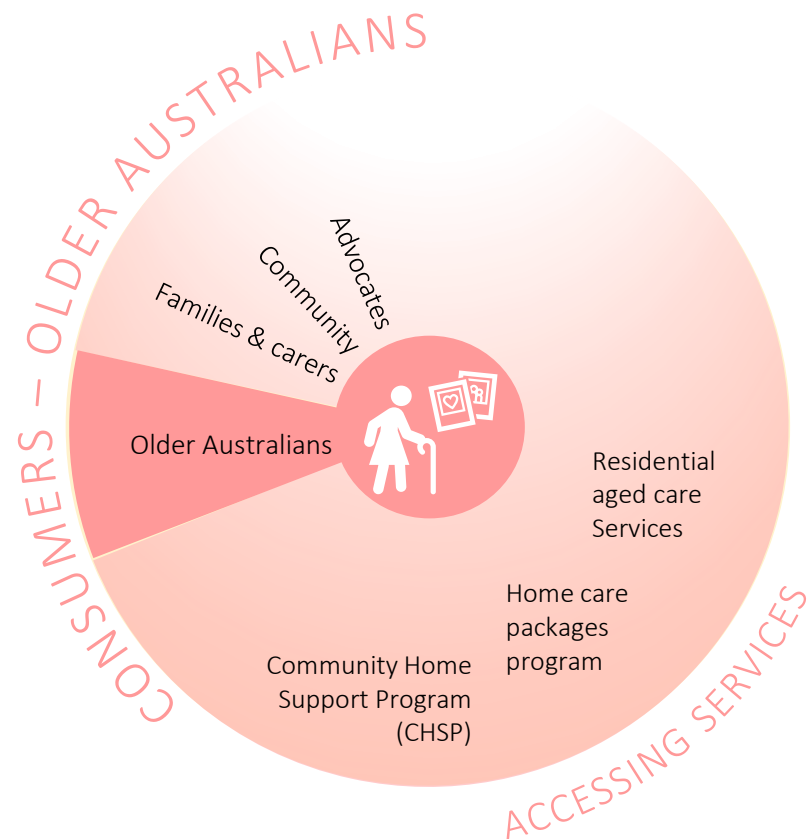 CONSUMERS – OLDER AUSTRALIANS
Advocates
Community
Families & carers
Older Australians
Residential
aged care
Services
Home care
packages
program
Community Home
Support Program
(CHSP)
ACCESSING SERVICES